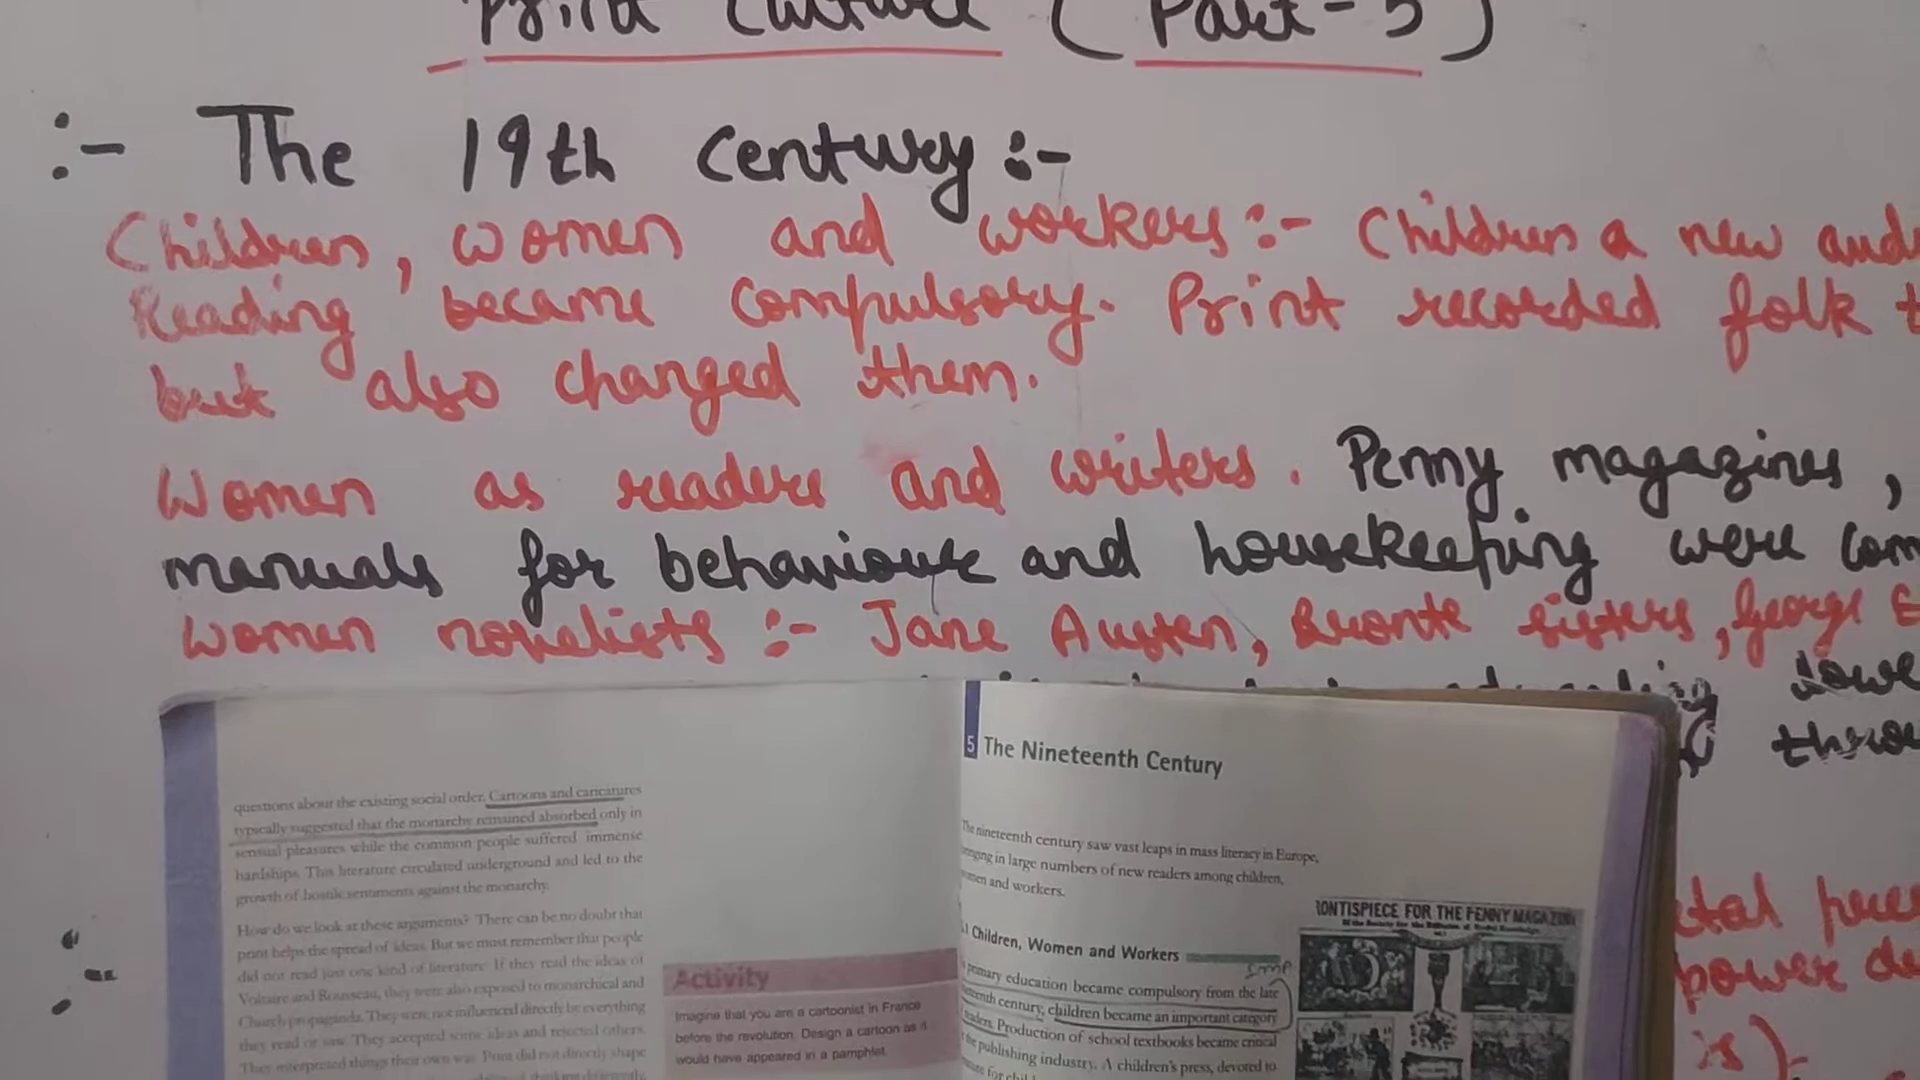 Print Culture (Part-5)
:- The 19th century :-
Children, women and workers :- Children a new
Reading became compulsory. Print recorded folk
but also changed them.
Women as readers and writers. Penny magazines,
manuals for behaviour and housekeeping were
Women novelists :- Jane Austen, Bronte sisters, George
questions about the existing social order. Cartoons and caricatures
typically suggested that the monarchy remained absorbed only in
sensual pleasures while the common people suffered immense
hardships. This literature circulated underground and led to the
growth of hostile sentiments against the monarchy.
How do we look at these arguments? There can be no doubt that
print helps the spread of ideas. But we must remember that people
did not read just one kind of literature. If they read the ideas of
Voltaire and Rousseau, they were also exposed to monarchical and
Church propaganda. They were not influenced directly by everything
they read or saw. They accepted some ideas and rejected others.
They interpreted things their own way. Print did not directly shape
Activity
Imagine that you are a cartoonist in France
before the revolution. Design a cartoon as it
would have appeared in a pamphlet.
5 The Nineteenth Century
The nineteenth century saw vast leaps in mass literacy in Europe,
in large numbers of new readers among children,
and workers.
Children, Women and Workers
primary education became compulsory from the late
century, children became an important category
readers. Production of school textbooks became critical
the publishing industry. A children's press, devoted to
FRONTISPIECE FOR THE PENNY MAGAZINE
power